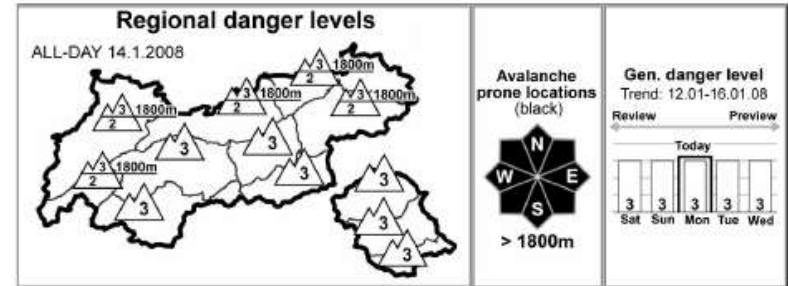 Regional danger levels
ALL-DAY 14.1.2008
3 1800m
2
3 1800m
2
3 1800m
2
3 1800m
2
3 1800m
2
3
3
3
3
3
3
3
Avalanche
prone locations
(black)
N
W E
S
> 1800m
Gen. danger level
Trend: 12.01-16.01.08
Review Preview
Today
3 3 3 3 3
Sat Sun Mon Tue Wed